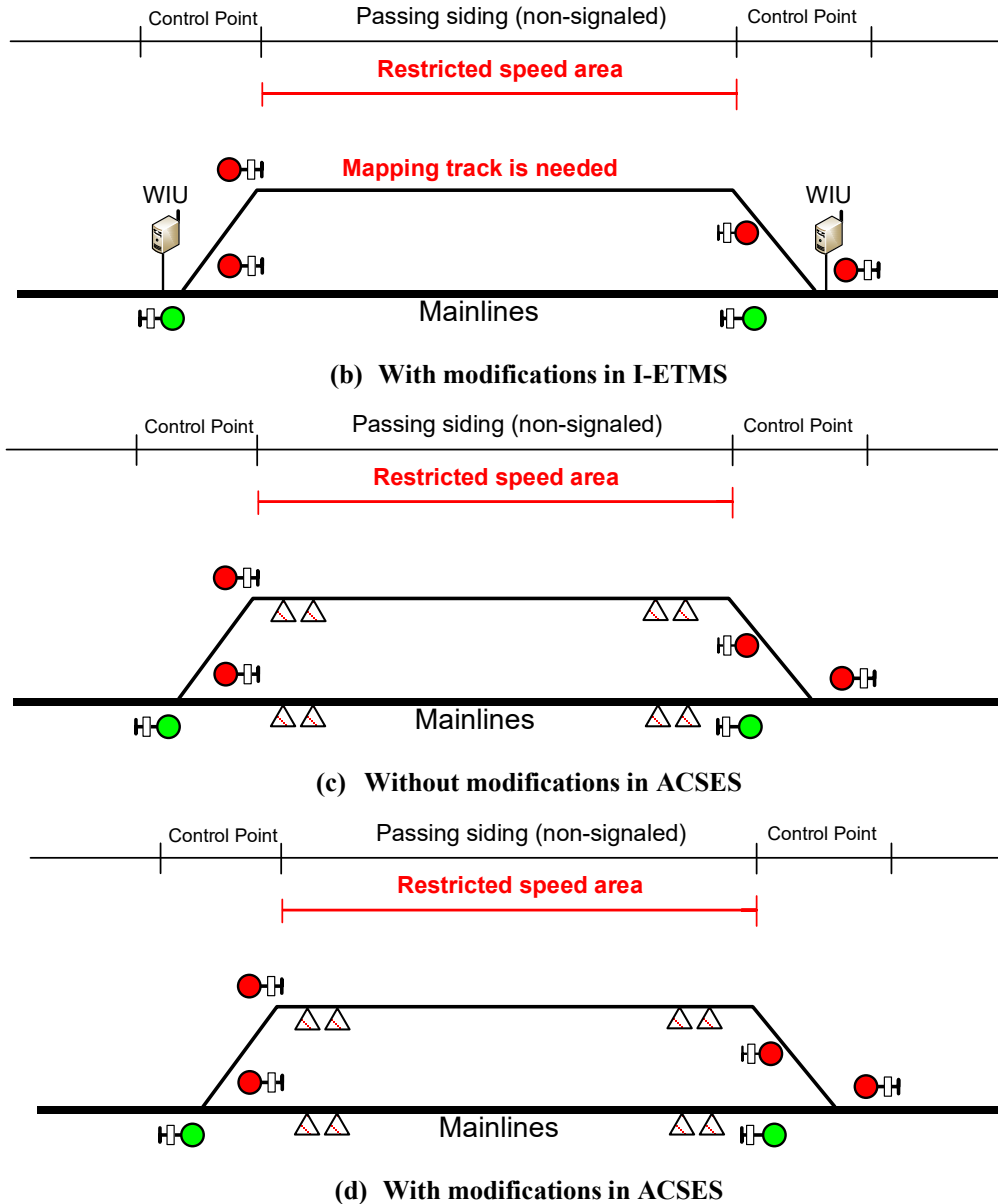 Control Point Passing siding (non-signaled) Control Point
Restricted speed area
Mapping track is needed
WIU WIU
Mainlines
(b) With modifications in I-ETMS
Control Point Passing siding (non-signaled) Control Point
Restricted speed area
Mainlines
(c) Without modifications in ACSES
Control Point Passing siding (non-signaled) Control Point
Restricted speed area
Mainlines
(d) With modifications in ACSES